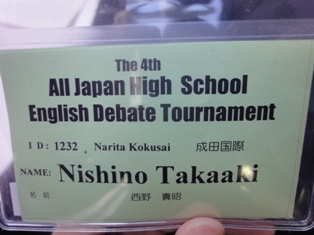 The 4th
All Japan High School
English Debate Tournament
ID: 1232 Narita Kokusai 成田国際
NAME: Nishino Takaaki
名前: 西野 貴昭